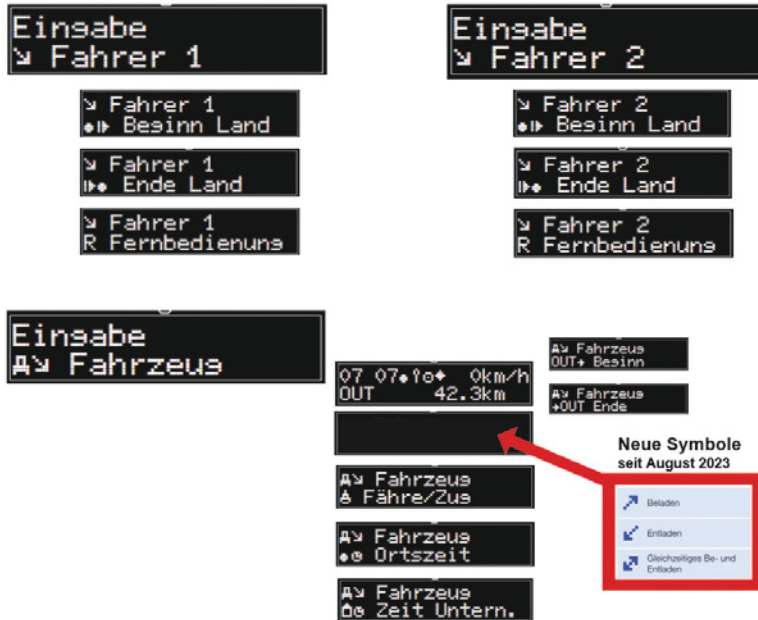 Eingabe
Fahrer 1
Fahrer 1
Beginn Land
Fahrer 1
Ende Land
Fahrer 1
R Fernbedienung
Eingabe
Fahrer 2
Fahrer 2
Beginn Land
Fahrer 2
Ende Land
Fahrer 2
R Fernbedienung
Eingabe
Fahrzeug
07 07 0km/h
OUT 42.3km
Fahrzeug
Fähre/Zug
Fahrzeug
Ortszeit
Fahrzeug
Zeit Untern.
Fahrzeug
OUT Beginn
Fahrzeug
OUT Ende
Neue Symbole
seit August 2023
Beladen
Entladen
Gleichzeitiges Be- und
Entladen